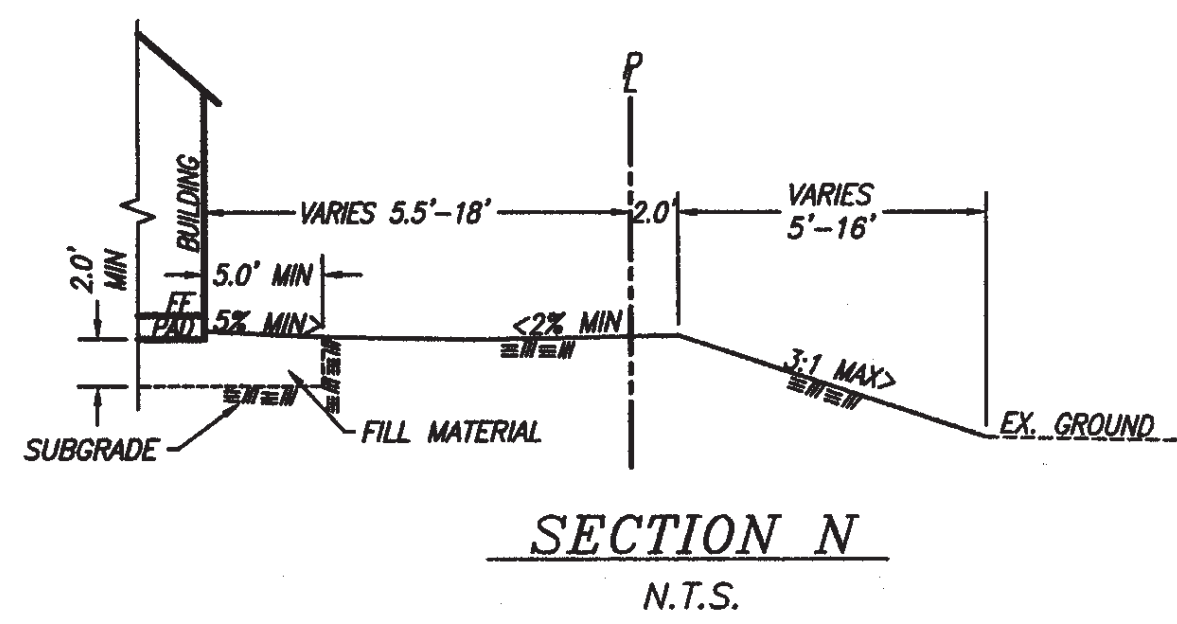 PL
BUILDING
VARIES 5.5'-18'
2.0'
VARIES
5'-16'
2.0'
MIN
5.0' MIN
FF
PAD
5% MIN>
<2% MIN
3:1 MAX>
SUBGRADE
FILL MATERIAL
EX. GROUND
SECTION N
N.T.S.